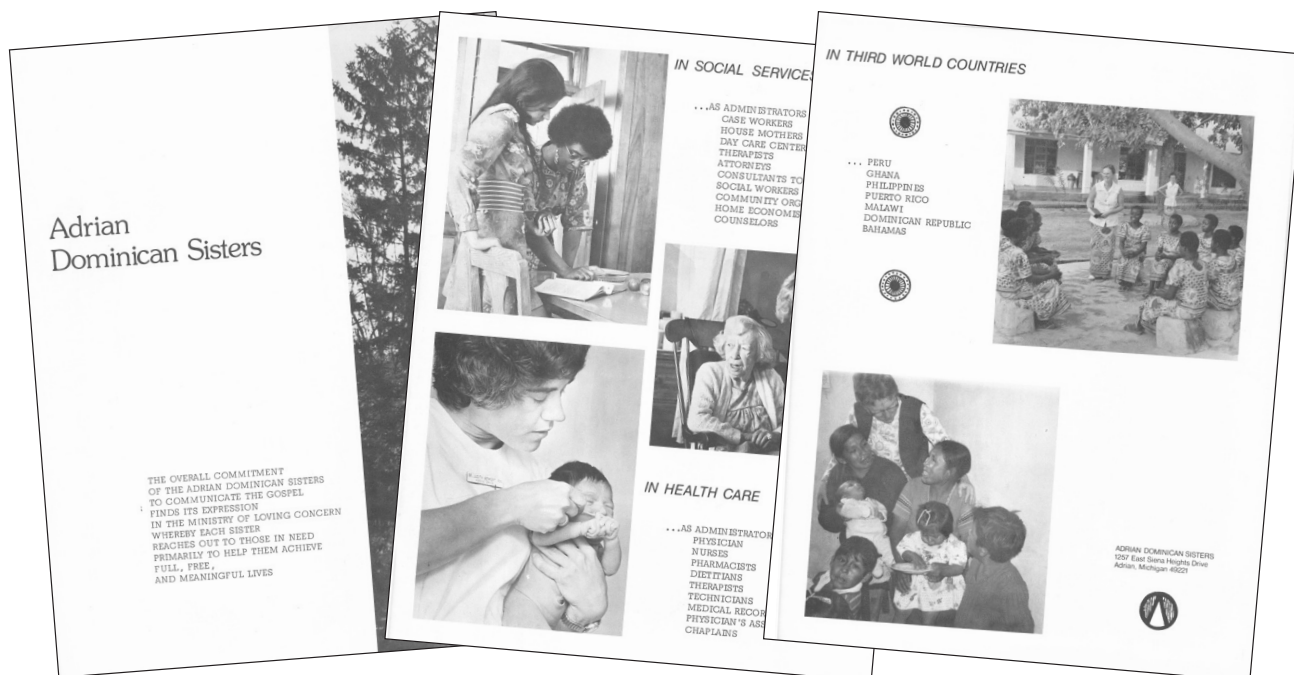 Adrian
Dominican Sisters
THE OVERALL COMMITMENT
OF THE ADRIAN DOMINICAN SISTERS
TO COMMUNICATE THE GOSPEL
FINDS ITS EXPRESSION
IN THE MINISTRY OF LOVING CONCERN
WHEREBY EACH SISTER
REACHES OUT TO THOSE IN NEED
PRIMARILY TO HELP THEM ACHIEVE
FULL, FREE,
AND MEANINGFUL LIVES
IN SOCIAL SERVICES
...AS ADMINISTRATORS
CASE WORKERS
HOUSE MOTHERS
DAY CARE CENTER
THERAPISTS
ATTORNEYS
CONSULTANTS TO
SOCIAL WORKERS
COMMUNITY ORG
HOME ECONOMIS
COUNSELORS
IN HEALTH CARE
...AS ADMINISTRATOR
PHYSICIAN
NURSES
PHARMACISTS
DIETITIANS
THERAPISTS
TECHNICIANS
MEDICAL RECOR
PHYSICIAN'S ASS
CHAPLAINS
IN THIRD WORLD COUNTRIES
... PERU
GHANA
PHILIPPINES
PUERTO RICO
MALAWI
DOMINICAN REPUBLIC
BAHAMAS
ADRIAN DOMINICAN SISTERS
1257 East Siena Heights Drive
Adrian, Michigan 49221